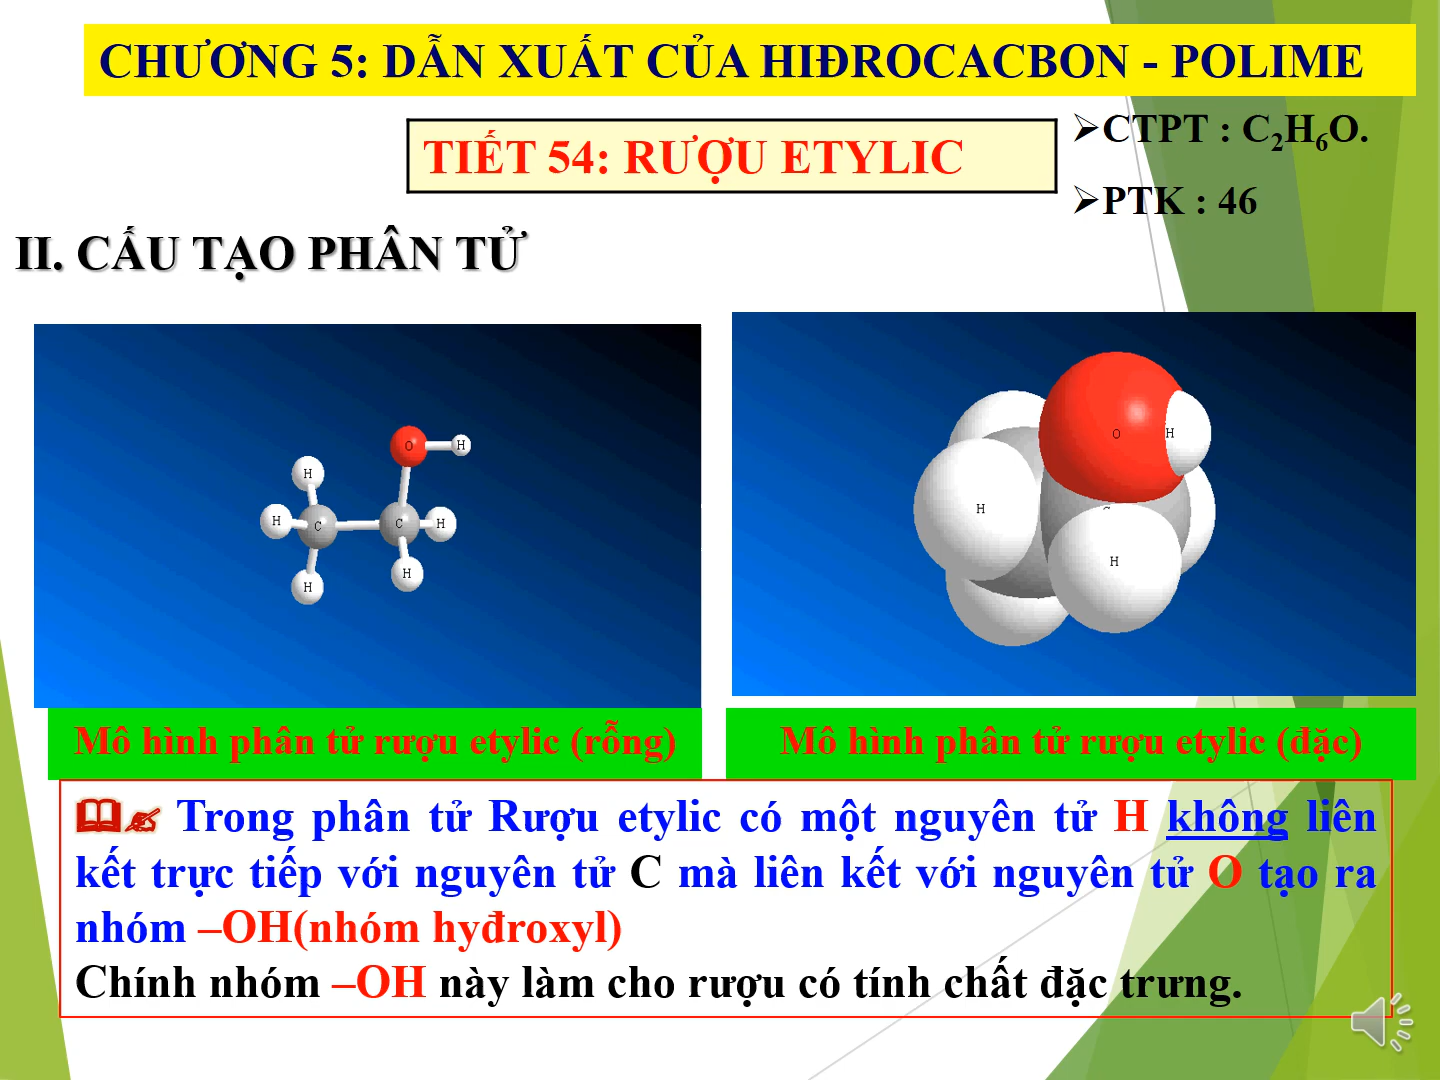 CHƯƠNG 5: DẪN XUẤT CỦA HIĐROCACBON - POLIME
TIẾT 54: RƯỢU ETYLIC
➢CTPT : C₂H₆O.
➢PTK : 46
II. CẤU TẠO PHÂN TỬ
O H
H
H C C H
H H
O H
H
H
Mô hình phân tử rượu etylic (rỗng)
Mô hình phân tử rượu etylic (đặc)
Trong phân tử Rượu etylic có một nguyên tử H không liên
kết trực tiếp với nguyên tử C mà liên kết với nguyên tử O tạo ra
nhóm –OH(nhóm hyđroxyl)
Chính nhóm –OH này làm cho rượu có tính chất đặc trưng.